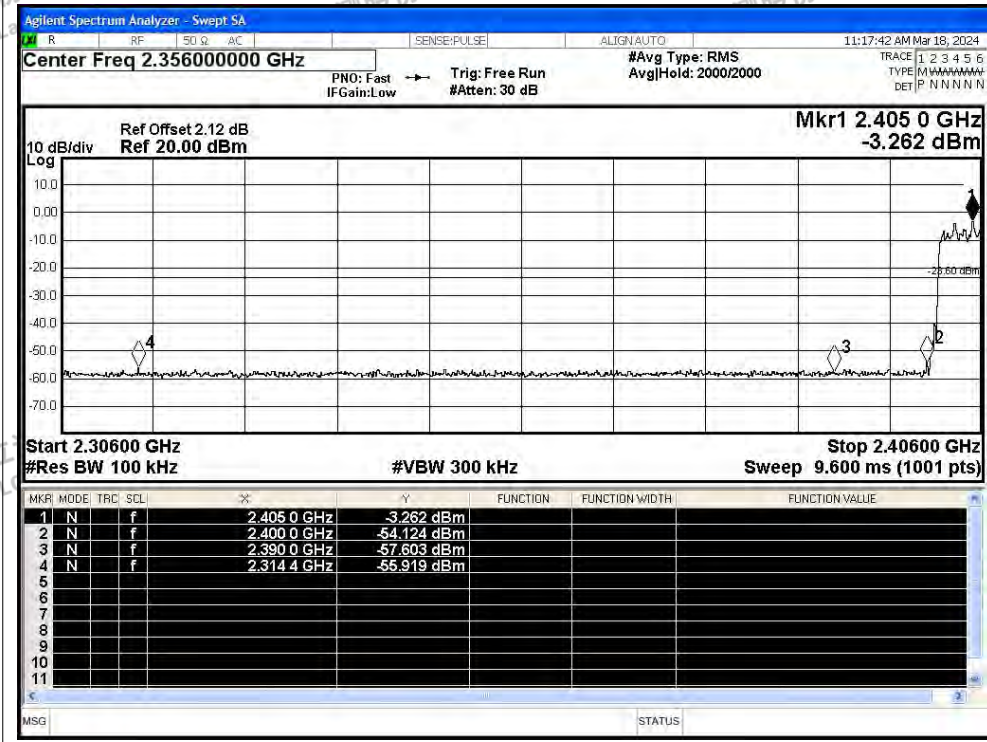 Agilent Spectrum Analyzer - Swept SA
R RF 50 Ω AC SENSE:PULSE ALIGN AUTO 11:17:42 AM Mar 18, 2024
Center Freq 2.356000000 GHz #Avg Type: RMS TRACE 1 2 3 4 5 6
PNO: Fast Trig: Free Run Avg|Hold: 2000/2000 TYPE M
IFGain:Low #Atten: 30 dB DET P N N N N N
Mkr1 2.405 0 GHz
Ref Offset 2.12 dB
10 dB/div Ref 20.00 dBm -3.262 dBm
Log
10.0
0.00
1
-10.0
-20.0
-23.60 dBm
-30.0
-40.0
-50.0 4 3 2
-60.0
-70.0
Start 2.30600 GHz Stop 2.40600 GHz
#Res BW 100 kHz #VBW 300 kHz Sweep 9.600 ms (1001 pts)
MKR MODE TRC SCL X Y FUNCTION FUNCTION WIDTH FUNCTION VALUE
1 N f 2.405 0 GHz -3.262 dBm
2 N f 2.400 0 GHz -54.124 dBm
3 N f 2.390 0 GHz -57.603 dBm
4 N f 2.314 4 GHz -55.919 dBm
5
6
7
8
9
10
11
MSG STATUS